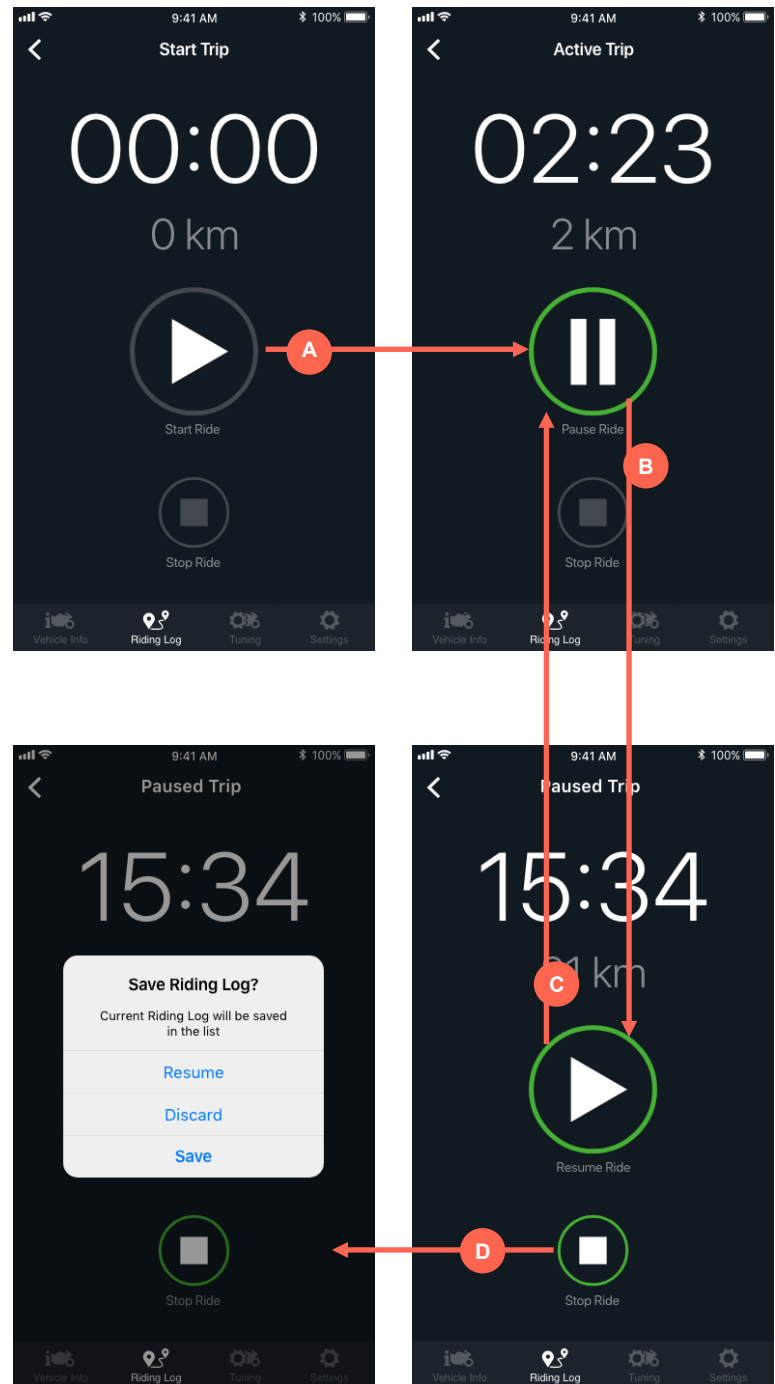 9:41 AM
100%
Start Trip
00:00
0 km
A
Start Ride
Stop Ride
Vehicle Info
Riding Log
Tuning
Settings
9:41 AM
100%
Active Trip
02:23
2 km
Pause Ride
B
Stop Ride
Vehicle Info
Riding Log
Tuning
Settings
9:41 AM
100%
Paused Trip
15:34
Save Riding Log?
Current Riding Log will be saved
in the list
Resume
Discard
Save
Stop Ride
Vehicle Info
Riding Log
Tuning
Settings
9:41 AM
100%
Paused Trip
15:34
km
C
Resume Ride
D
Stop Ride
Vehicle Info
Riding Log
Tuning
Settings